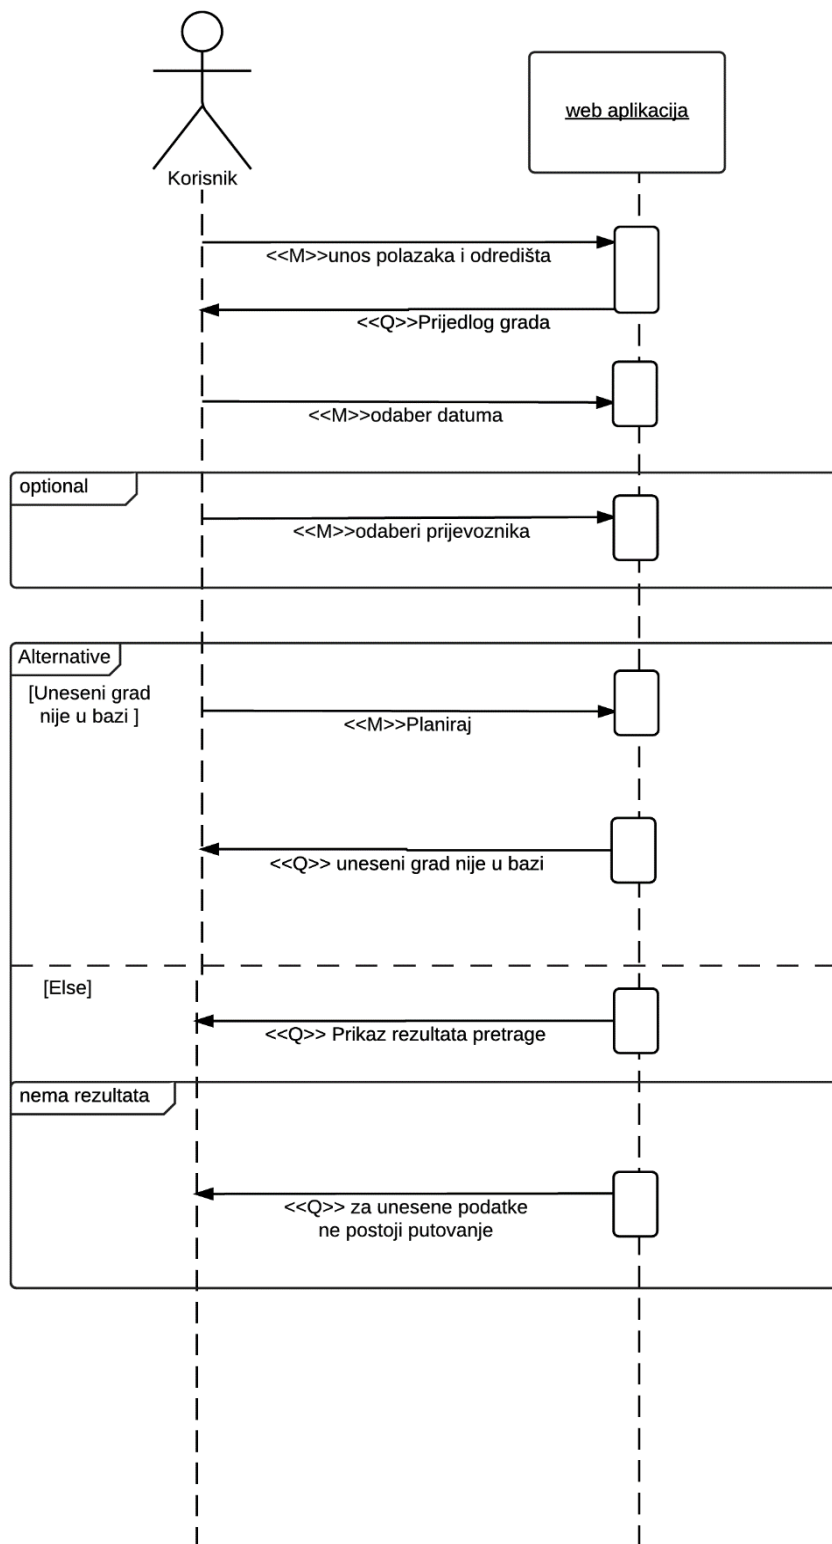 Korisnik
web aplikacija
<<M>>unos polazaka i odredišta
<<Q>>Prijedlog grada
<<M>>odaber datuma
optional
<<M>>odaberi prijevoznika
Alternative
[Uneseni grad
nije u bazi ]
<<M>>Planiraj
<<Q>> uneseni grad nije u bazi
[Else]
<<Q>> Prikaz rezultata pretrage
nema rezultata
<<Q>> za unesene podatke
ne postoji putovanje